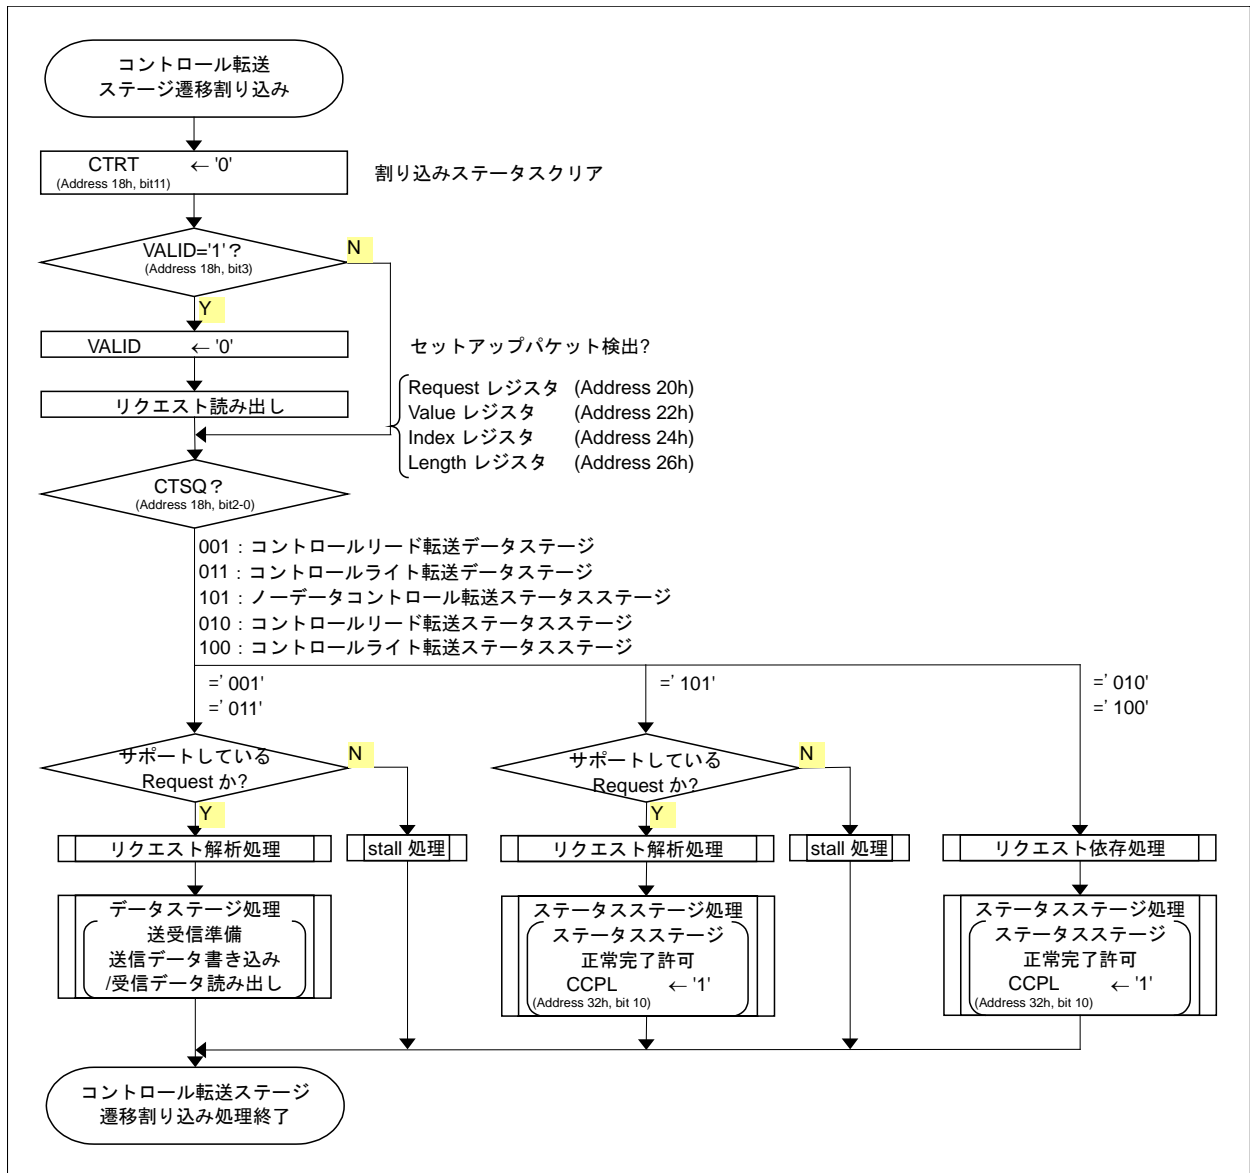 コントロール転送
ステージ遷移割り込み
CTRT ← '0'
(Address 18h, bit11)
割り込みステータスクリア
VALID='1'？
(Address 18h, bit3)
N
Y
VALID ← '0'
セットアップパケット検出?
リクエスト読み出し
Request レジスタ (Address 20h)
Value レジスタ (Address 22h)
Index レジスタ (Address 24h)
Length レジスタ (Address 26h)
CTSQ？
(Address 18h, bit2-0)
001：コントロールリード転送データステージ
011：コントロールライト転送データステージ
101：ノーデータコントロール転送ステータスステージ
010：コントロールリード転送ステータスステージ
100：コントロールライト転送ステータスステージ
=' 001'
=' 011'
=' 101'
=' 010'
=' 100'
サポートしている
Request か?
N
Y
サポートしている
Request か?
N
Y
リクエスト解析処理
stall 処理
リクエスト解析処理
stall 処理
リクエスト依存処理
データステージ処理
送受信準備
送信データ書き込み
/受信データ読み出し
ステータスステージ処理
ステータスステージ
正常完了許可
CCPL ← '1'
(Address 32h, bit 10)
ステータスステージ処理
ステータスステージ
正常完了許可
CCPL ← '1'
(Address 32h, bit 10)
コントロール転送ステージ
遷移割り込み処理終了